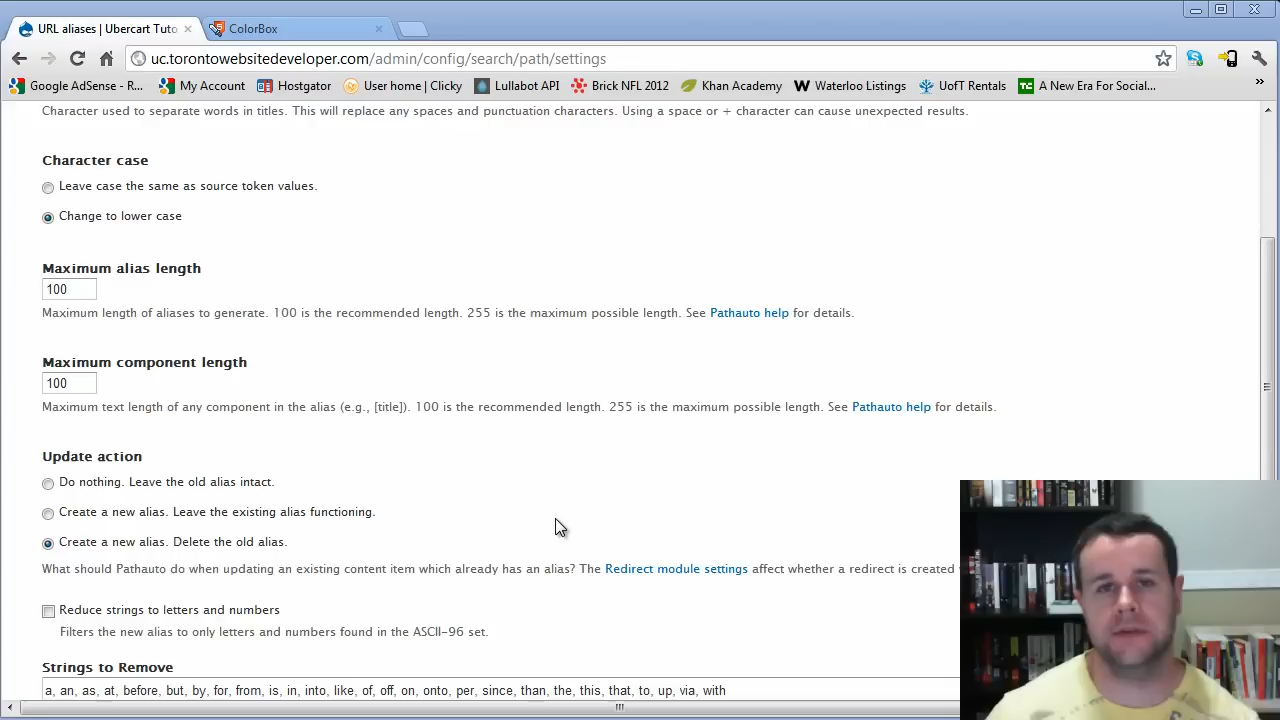 URL aliases | Ubercart Tuto
ColorBox
uc.torontowebsitedeveloper.com/admin/config/search/path/settings
Google AdSense - R...
My Account
Hostgator
User home | Clicky
Lullabot API
Brick NFL 2012
Khan Academy
Waterloo Listings
UofT Rentals
A New Era For Social...
»
Character used to separate words in titles. This will replace any spaces and punctuation characters. Using a space or + character can cause unexpected results.
Character case
Leave case the same as source token values.
Change to lower case
Maximum alias length
100
Maximum length of aliases to generate. 100 is the recommended length. 255 is the maximum possible length. See Pathauto help for details.
Maximum component length
100
Maximum text length of any component in the alias (e.g., [title]). 100 is the recommended length. 255 is the maximum possible length. See Pathauto help for details.
Update action
Do nothing. Leave the old alias intact.
Create a new alias. Leave the existing alias functioning.
Create a new alias. Delete the old alias.
What should Pathauto do when updating an existing content item which already has an alias? The Redirect module settings affect whether a redirect is created
Reduce strings to letters and numbers
Filters the new alias to only letters and numbers found in the ASCII-96 set.
Strings to Remove
a, an, as, at, before, but, by, for, from, is, in, into, like, of, off, on, onto, per, since, than, the, this, that, to, up, via, with